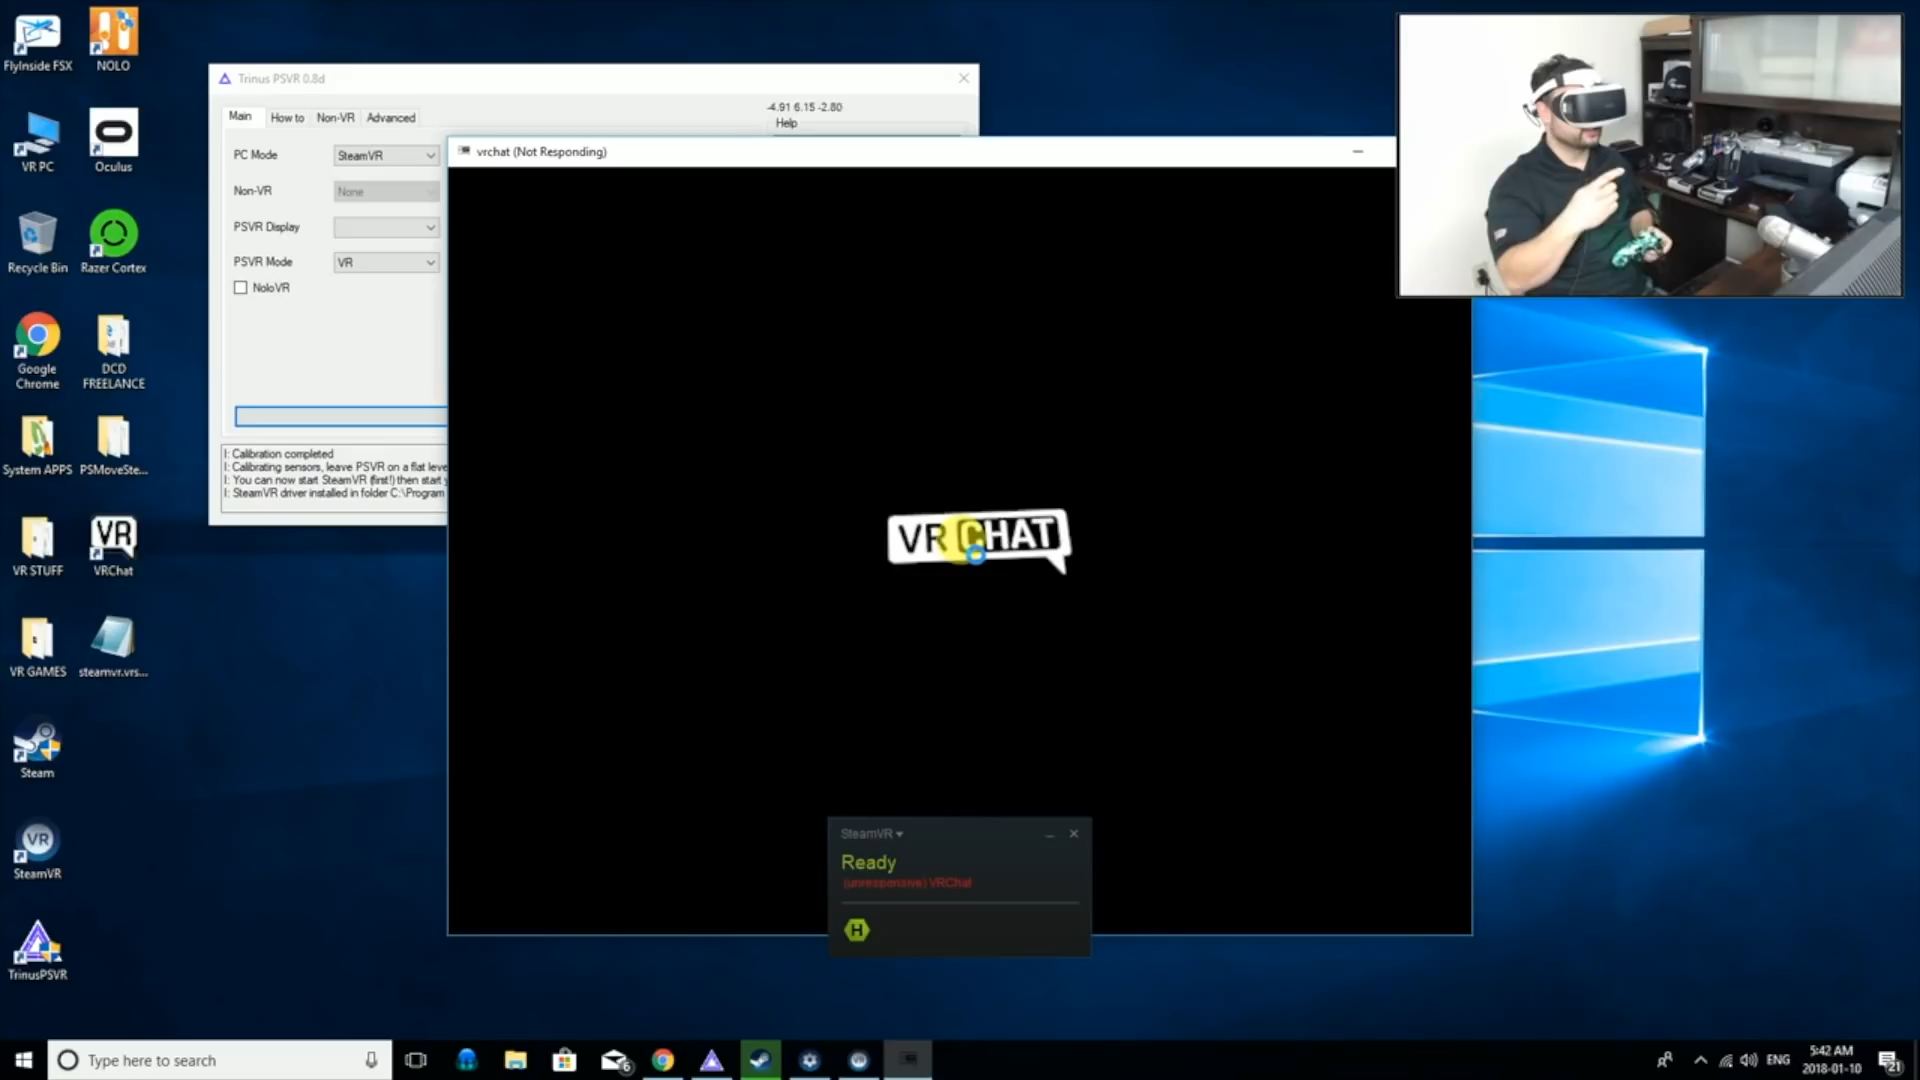 FlyInside FSX
NOLO
VR PC
Oculus
Recycle Bin
Razer Cortex
Google
Chrome
DCD
FREELANCE
System APPS
PSMoveSte...
VR STUFF
VR
VRChat
VR GAMES
steamvr.vrs...
Steam
VR
SteamVR
TrinusPSVR
Trinus PSVR 0.8d
Main
How to
Non-VR
Advanced
-4.91 6.15 -2.80
Help
PC Mode
SteamVR
Non-VR
None
PSVR Display
PSVR Mode
VR
NoloVR
I: Calibration completed
I: Calibrating sensors, leave PSVR on a flat leve
I: You can now start SteamVR (first!) then start y
I: SteamVR driver installed in folder C:\Program
vrchat (Not Responding)
VR CHAT
SteamVR
Ready
(unresponsive) VRChat
H
Type here to search
6
VR
ENG
5:42 AM
2018-01-10
21